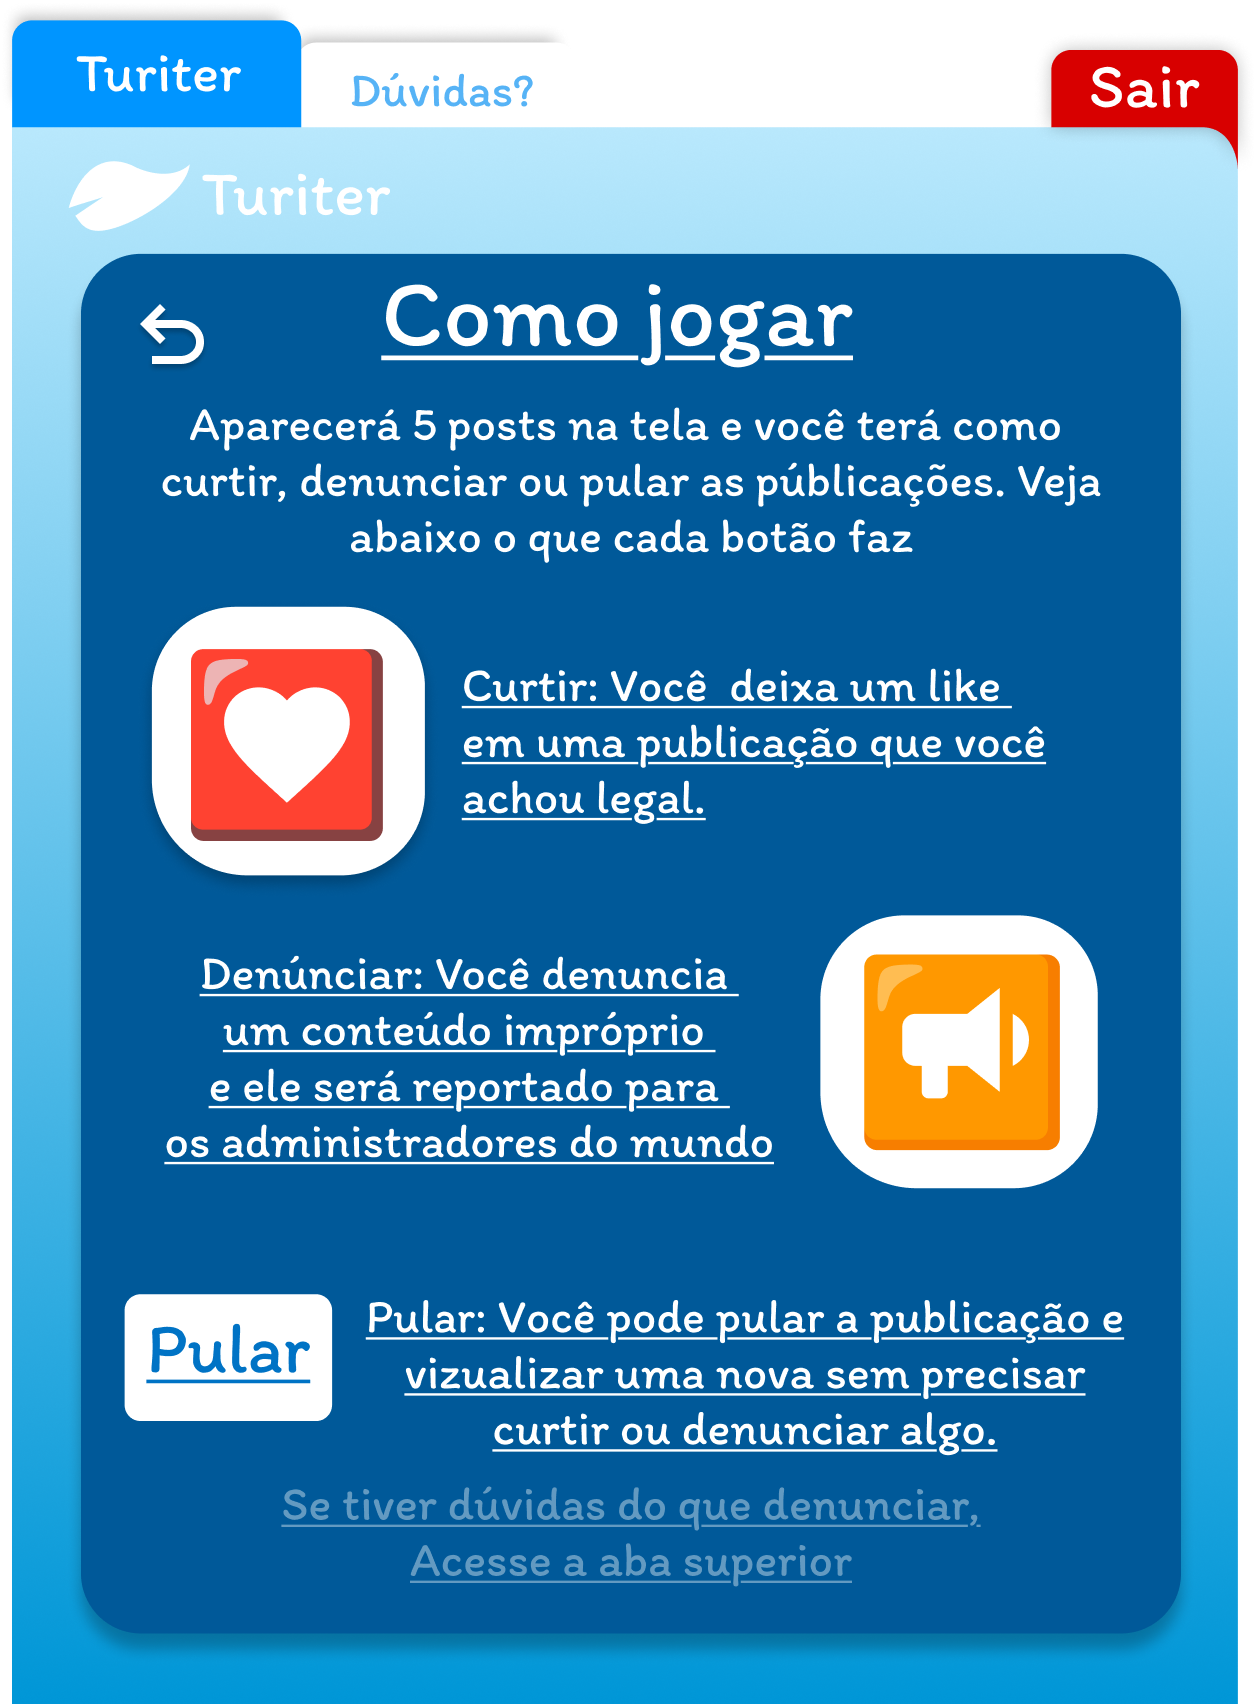 Turiter
Dúvidas?
Sair
Turiter
Como jogar
Aparecerá 5 posts na tela e você terá como
curtir, denunciar ou pular as públicações. Veja
abaixo o que cada botão faz
Curtir: Você  deixa um like
em uma publicação que você
achou legal.
Denúnciar: Você denuncia
um conteúdo impróprio
e ele será reportado para
os administradores do mundo
Pular
Pular: Você pode pular a publicação e
vizualizar uma nova sem precisar
curtir ou denunciar algo.
Se tiver dúvidas do que denunciar,
Acesse a aba superior